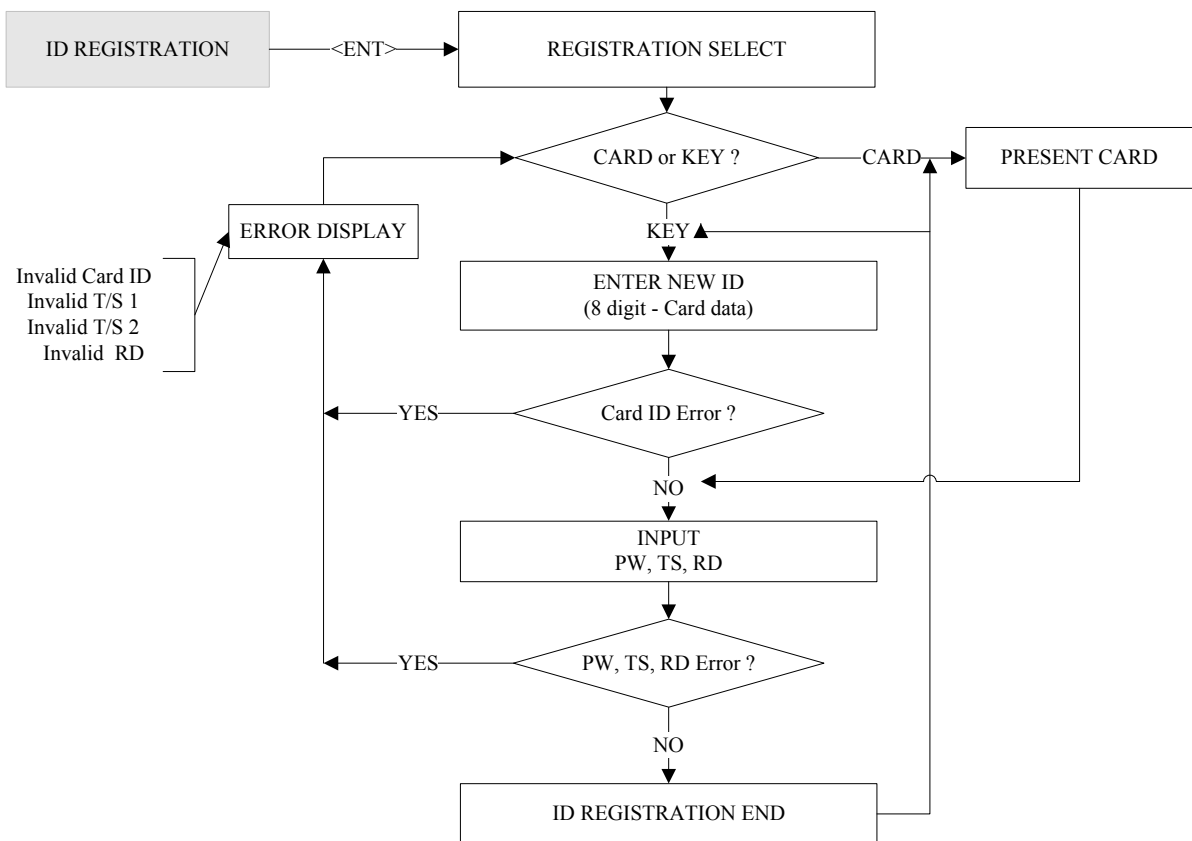 ID REGISTRATION
<ENT>
REGISTRATION SELECT
CARD or KEY ?
CARD
PRESENT CARD
ERROR DISPLAY
KEY
Invalid Card ID
Invalid T/S 1
Invalid T/S 2
Invalid RD
ENTER NEW ID
(8 digit - Card data)
YES
Card ID Error ?
NO
INPUT
PW, TS, RD
YES
PW, TS, RD Error ?
NO
ID REGISTRATION END